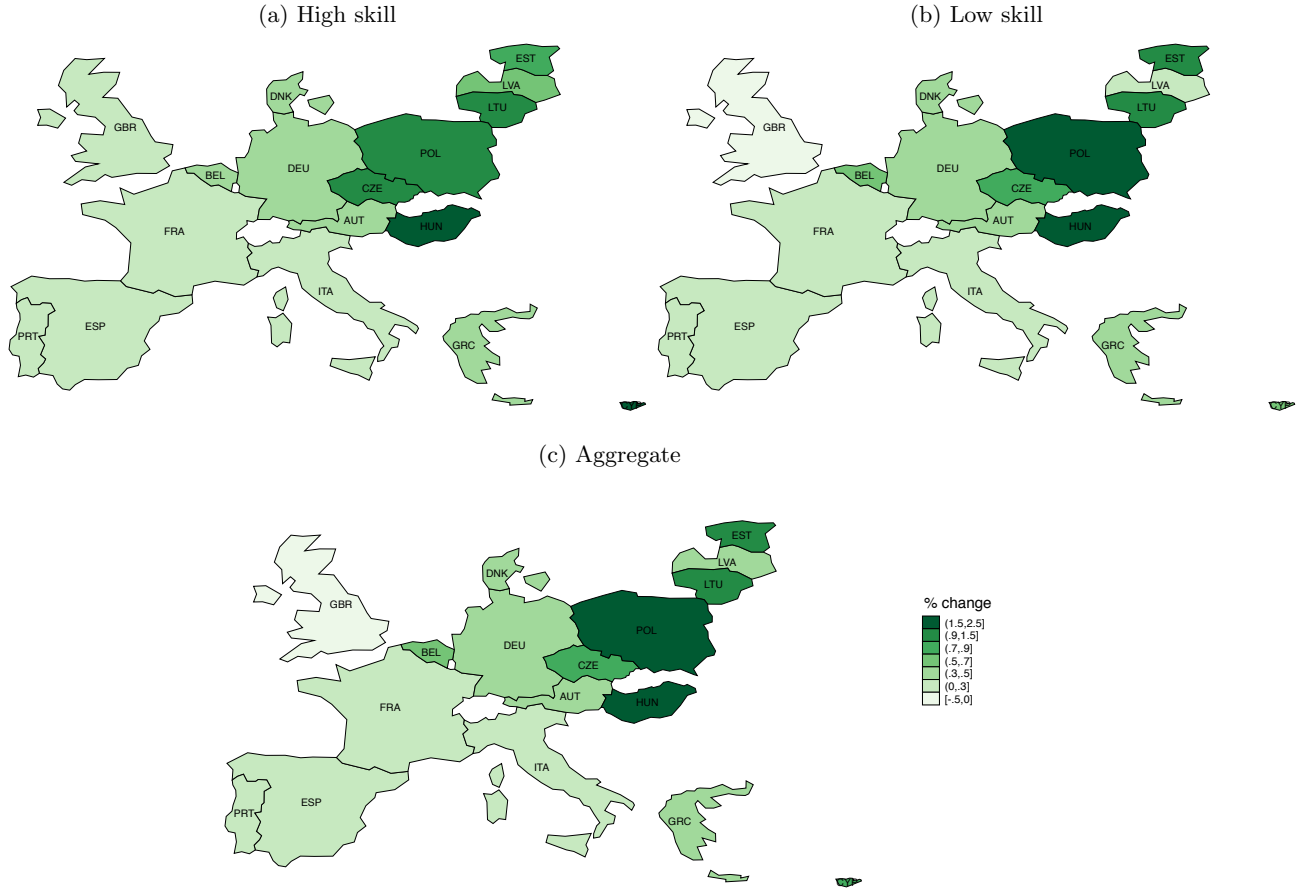 (a) High skill
(b) Low skill
EST
LVA
LTU
DNK
GBR
POL
DEU
BEL
CZE
AUT
HUN
FRA
ITA
ESP
PRT
GRC
CYP
EST
LVA
LTU
DNK
GBR
POL
DEU
BEL
CZE
AUT
HUN
FRA
ITA
ESP
PRT
GRC
CYP
(c) Aggregate
EST
LVA
LTU
DNK
GBR
POL
DEU
BEL
CZE
AUT
HUN
FRA
ITA
ESP
PRT
GRC
CYP
% change
(1.5,2.5]
(.9,1.5]
(.7,.9]
(.5,.7]
(.3,.5]
(0,.3]
[-.5,0]